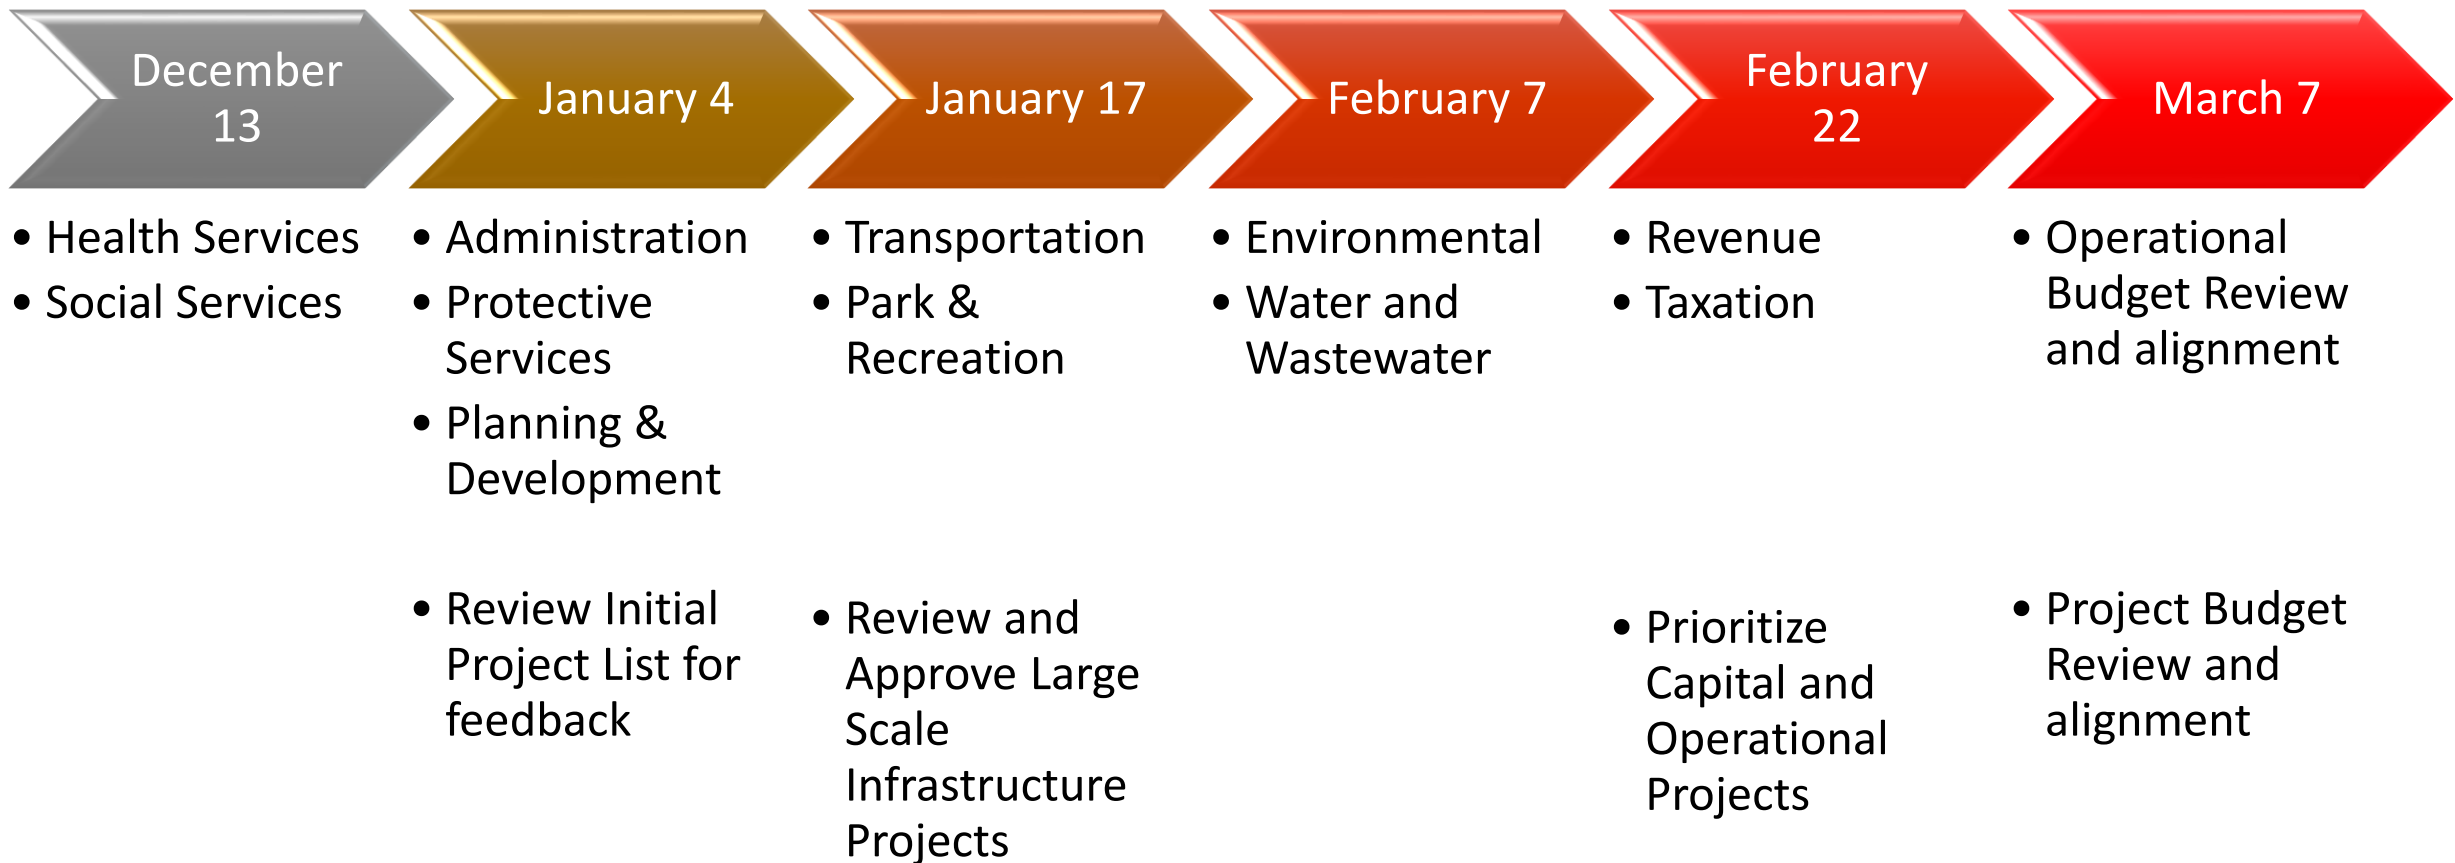 December
13
January 4
January 17
February 7
February
22
March 7
• Health Services
• Social Services
• Administration
• Protective
Services
• Planning &
Development
• Review Initial
Project List for
feedback
• Transportation
• Park &
Recreation
• Review and
Approve Large
Scale
Infrastructure
Projects
• Environmental
• Water and
Wastewater
• Revenue
• Taxation
• Prioritize
Capital and
Operational
Projects
• Operational
Budget Review
and alignment
• Project Budget
Review and
alignment